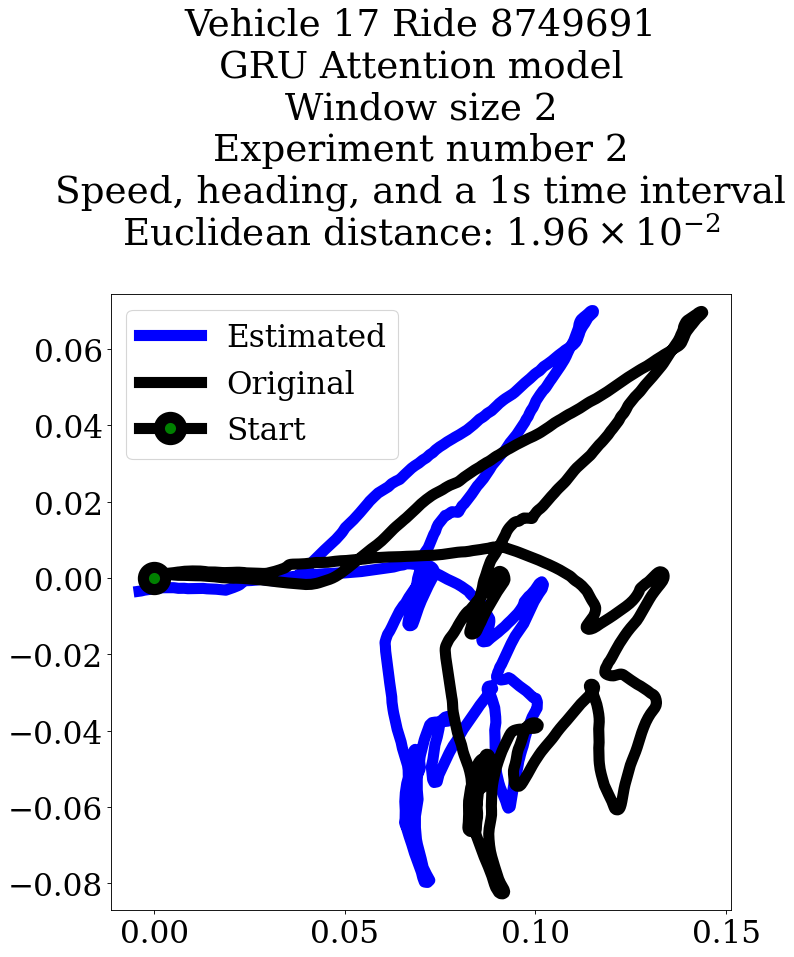 Vehicle 17 Ride 8749691
GRU Attention model
Window size 2
Experiment number 2
Speed, heading, and a 1s time interval
Euclidean distance: 1.96 × 10⁻²
Estimated
Original
Start
0.06
0.04
0.02
0.00
−0.02
−0.04
−0.06
−0.08
0.00 0.05 0.10 0.15